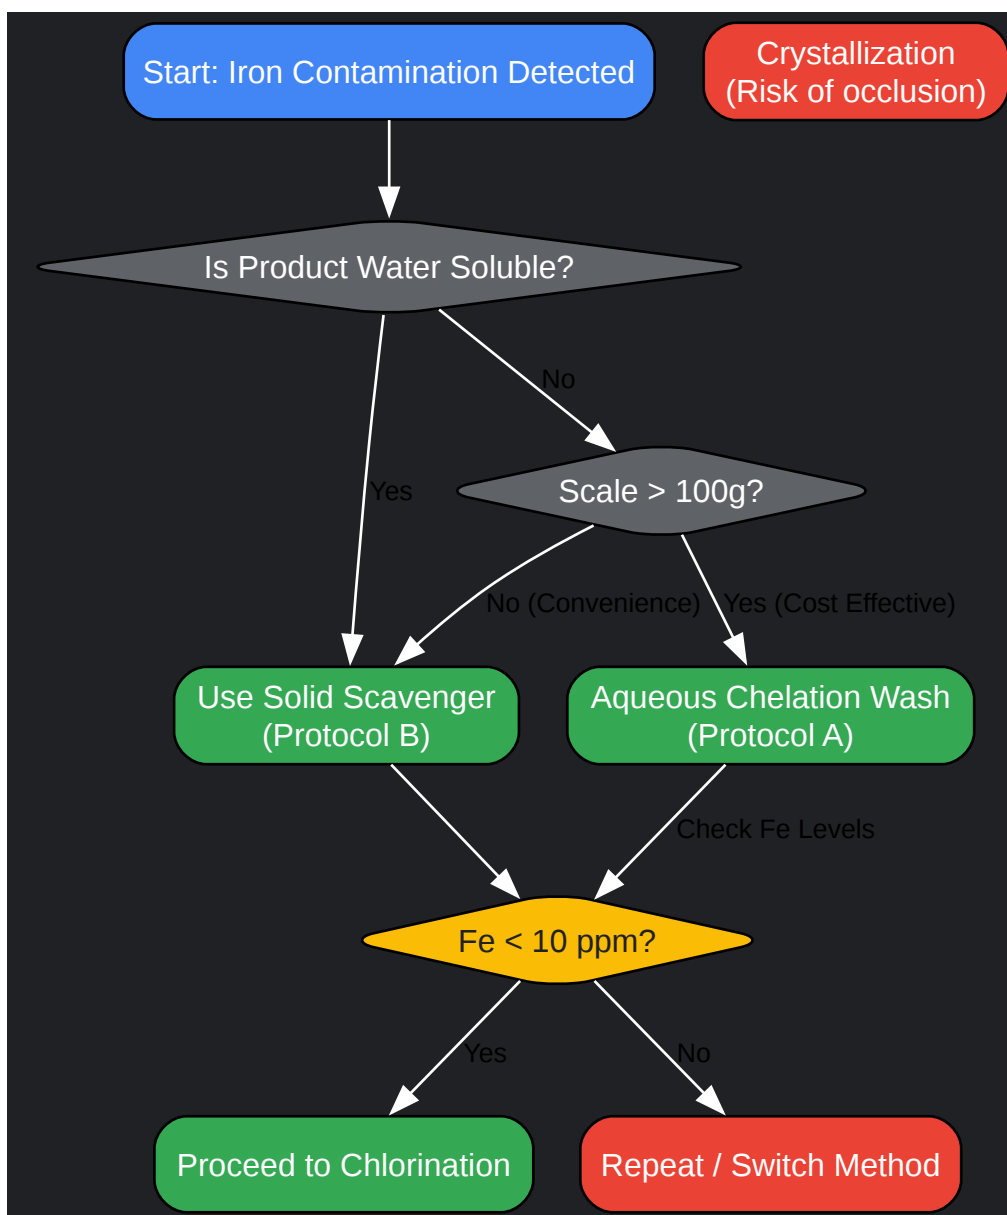 Start: Iron Contamination Detected
Crystallization
(Risk of occlusion)
Is Product Water Soluble?
No
Yes
Scale > 100g?
No (Convenience)
Yes (Cost Effective)
Use Solid Scavenger
(Protocol B)
Aqueous Chelation Wash
(Protocol A)
Check Fe Levels
Fe < 10 ppm?
Yes
No
Proceed to Chlorination
Repeat / Switch Method